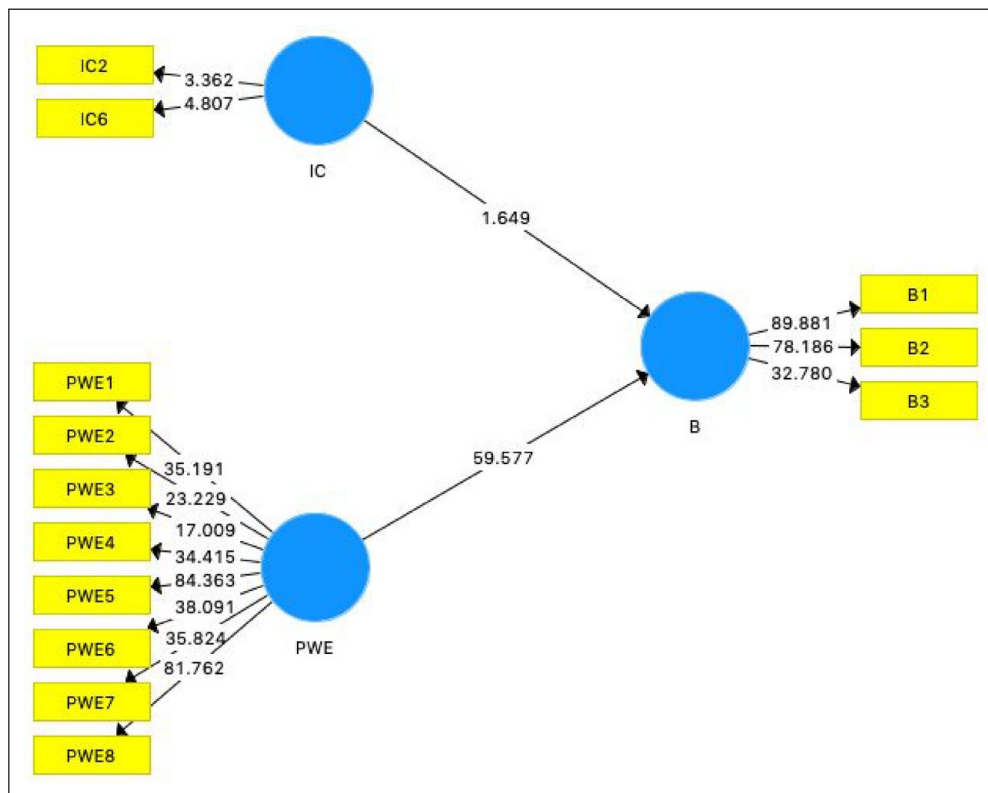 IC2
3.362
IC6
4.807
IC
1.649
B1
89.881
B2
78.186
B3
32.780
B
PWE1
35.191
PWE2
23.229
PWE3
17.009
PWE4
34.415
PWE5
84.363
PWE6
38.091
PWE7
35.824
PWE8
81.762
PWE
59.577